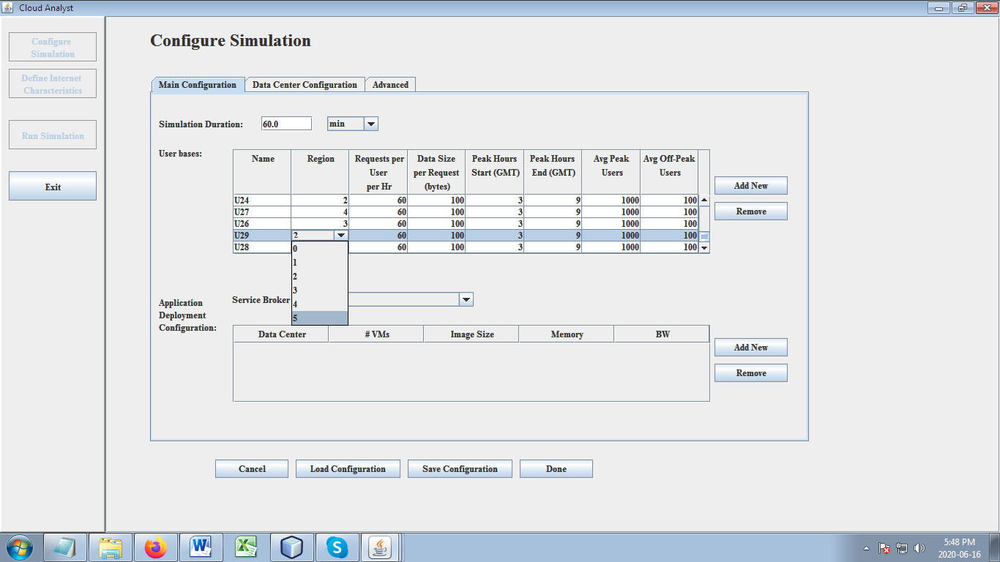 Cloud Analyst
Configure
Simulation
Define Internet
Characteristics
Run Simulation
Exit
Configure Simulation
Main Configuration Data Center Configuration Advanced
Simulation Duration: 60.0 min
User bases:
Name Region Requests per User per Hr Data Size per Request (bytes) Peak Hours Start (GMT) Peak Hours End (GMT) Avg Peak Users Avg Off-Peak Users
U24 2 60 100 3 9 1000 100
U27 4 60 100 3 9 1000 100
U26 3 60 100 3 9 1000 100
U29 2 60 100 3 9 1000 100
U28 60 100 3 9 1000 100
0
1
2
3
4
5
Add New
Remove
Application
Deployment
Configuration:
Service Broker
Data Center # VMs Image Size Memory BW
Add New
Remove
Cancel Load Configuration Save Configuration Done
5:48 PM
2020-06-16